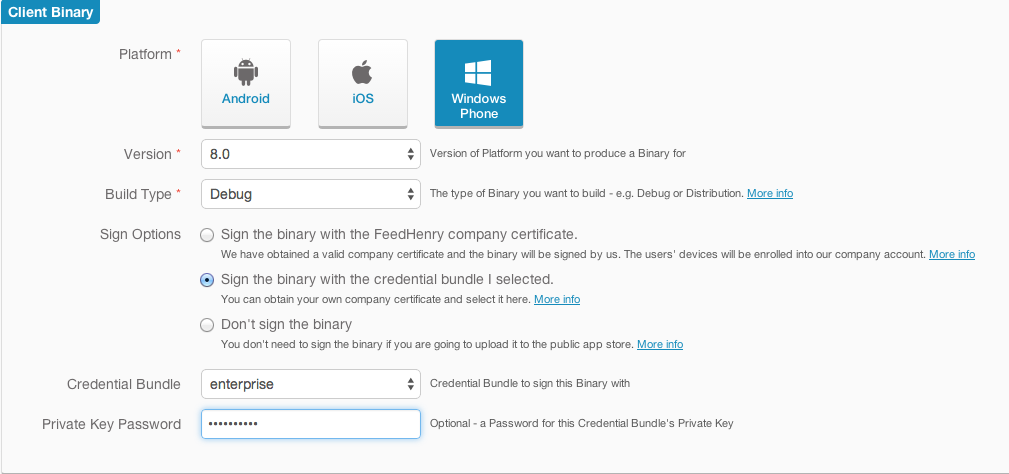 Client Binary
Platform *
Android
iOS
Windows
Phone
Version *
8.0
Version of Platform you want to produce a Binary for
Build Type *
Debug
The type of Binary you want to build - e.g. Debug or Distribution. More info
Sign Options
Sign the binary with the FeedHenry company certificate.
We have obtained a valid company certificate and the binary will be signed by us. The users' devices will be enrolled into our company account. More info
Sign the binary with the credential bundle I selected.
You can obtain your own company certificate and select it here. More info
Don't sign the binary
You don't need to sign the binary if you are going to upload it to the public app store. More info
Credential Bundle
enterprise
Credential Bundle to sign this Binary with
Private Key Password
••••••••••
Optional - a Password for this Credential Bundle's Private Key